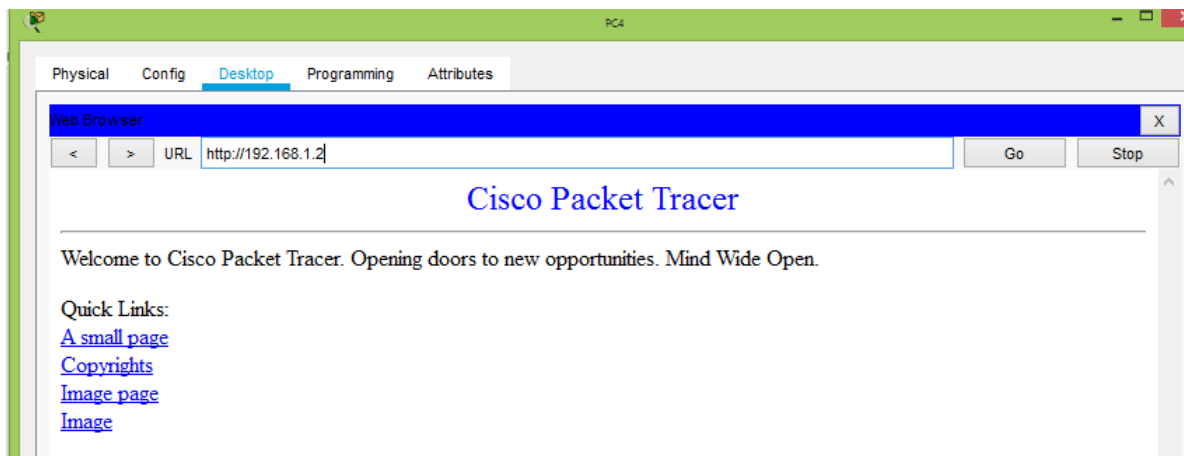 PC4
Physical Config Desktop Programming Attributes
Web Browser
X
< > URL http://192.168.1.2 Go Stop
Cisco Packet Tracer
Welcome to Cisco Packet Tracer. Opening doors to new opportunities. Mind Wide Open.
Quick Links:
A small page
Copyrights
Image page
Image